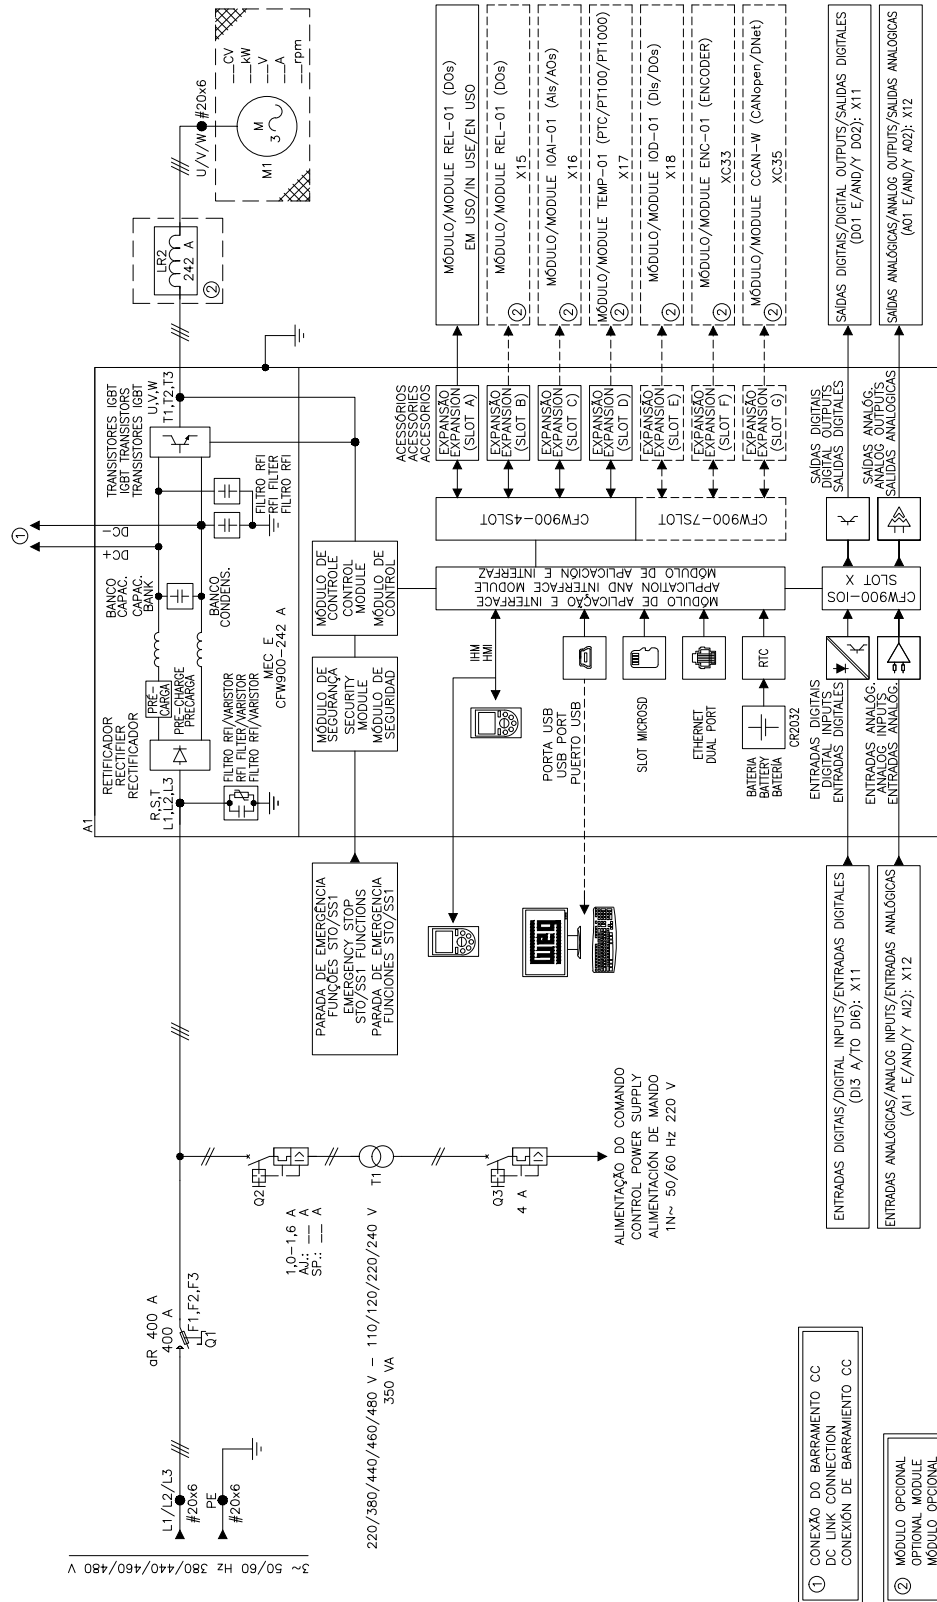 3~ 50/60 Hz 380/440/460/480 V
L1/L2/L3
#20x6
PE
#20x6
aR 400 A
400 A
F1,F2,F3
Q1
Q2
1,0-1,6 A
AJ.: __ A
SP.: __ A
T1
220/380/440/460/480 V - 110/120/220/240 V
350 VA
Q3
4 A
ALIMENTAÇÃO DO COMANDO
CONTROL POWER SUPPLY
ALIMENTACIÓN DE MANDO
1N~ 50/60 Hz 220 V
A1
R,S,T
L1,L2,L3
RETIFICADOR
RECTIFIER
RECTIFICADOR
FILTRO RFI/VARISTOR
RFI FILTER/VARISTOR
FILTRO RFI/VARISTOR
PRÉ-
CARGA
PRE-CHARGE
PRECARGA
BANCO
CAPAC.
CAPAC.
BANK
BANCO
CONDENS.
MEC E
CFW900-242 A
1
DC+
DC-
TRANSISTORES IGBT
IGBT TRANSISTORS
TRANSISTORES IGBT
FILTRO RFI
RFI FILTER
FILTRO RFI
U,V,W
T1,T2,T3
LR2
242 A
2
U/V/W
#20x6
M
3
M1
__CV
__kW
__V
__A
__rpm
PARADA DE EMERGÊNCIA
FUNÇÕES STO/SS1
EMERGENCY STOP
STO/SS1 FUNCTIONS
PARADA DE EMERGENCIA
FUNCIONES STO/SS1
MÓDULO DE
SEGURANÇA
SECURITY
MODULE
MÓDULO DE
SEGURIDAD
MÓDULO DE
CONTROLE
CONTROL
MODULE
MÓDULO DE
CONTROL
IHM
HMI
weg
PORTA USB
USB PORT
PUERTO USB
SLOT MICROSD
ETHERNET
DUAL PORT
RTC
CR2032
BATERIA
BATTERY
BATERÍA
MÓDULO DE APLICAÇÃO E INTERFACE
APPLICATION AND INTERFACE MODULE
MÓDULO DE APLICACIÓN E INTERFAZ
CFW900-4SLOT
CFW900-7SLOT
ACESSÓRIOS
ACCESSORIES
ACCESORIOS
EXPANSÃO
EXPANSION
(SLOT A)
EXPANSÃO
EXPANSION
(SLOT B)
EXPANSÃO
EXPANSION
(SLOT C)
EXPANSÃO
EXPANSION
(SLOT D)
EXPANSÃO
EXPANSION
(SLOT E)
EXPANSÃO
EXPANSION
(SLOT F)
EXPANSÃO
EXPANSION
(SLOT G)
MÓDULO/MODULE REL-01 (DOs)
EM USO/IN USE/EN USO
MÓDULO/MODULE REL-01 (DOs)
2
X15
MÓDULO/MODULE IOAI-01 (AIs/AOs)
2
X16
MÓDULO/MODULE TEMP-01 (PTC/PT100/PT1000)
2
X17
MÓDULO/MODULE IOD-01 (DIs/DOs)
2
X18
MÓDULO/MODULE ENC-01 (ENCODER)
2
XC33
MÓDULO/MODULE CCAN-W (CANopen/DNet)
2
XC35
ENTRADAS DIGITAIS/DIGITAL INPUTS/ENTRADAS DIGITALES
(DI3 A/TO DI6): X11
ENTRADAS ANALÓGICAS/ANALOG INPUTS/ENTRADAS ANALÓGICAS
(AI1 E/AND/Y AI2): X12
ENTRADAS DIGITAIS
DIGITAL INPUTS
ENTRADAS DIGITALES
ENTRADAS ANALÓG.
ANALOG INPUTS
ENTRADAS ANALÓG.
CFW900-IOS
SLOT X
SAÍDAS DIGITAIS
DIGITAL OUTPUTS
SALIDAS DIGITALES
SAÍDAS ANALÓG.
ANALOG OUTPUTS
SALIDAS ANALOGICAS
SAÍDAS DIGITAIS/DIGITAL OUTPUTS/SALIDAS DIGITALES
(DO1 E/AND/Y DO2): X11
SAÍDAS ANALÓGICAS/ANALOG OUTPUTS/SALIDAS ANALOGICAS
(AO1 E/AND/Y AO2): X12
1 CONEXÃO DO BARRAMENTO CC
DC LINK CONNECTION
CONEXIÓN DE BARRAMIENTO CC
2 MÓDULO OPCIONAL
OPTIONAL MODULE
MÓDULO OPCIONAL